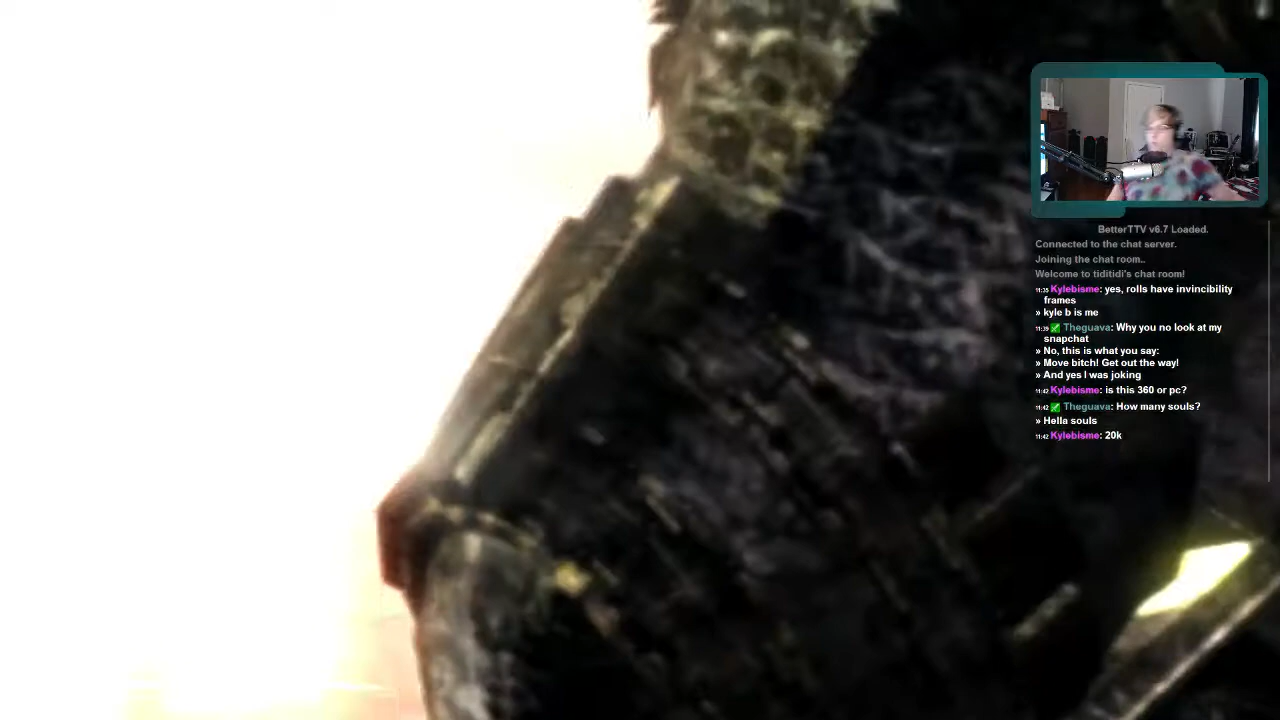 BetterTTV v6.7 Loaded.
Connected to the chat server.
Joining the chat room..
Welcome to tiditidi's chat room!
11:35 Kylebisme: yes, rolls have invincibility
frames
» kyle b is me
11:39 Theguava: Why you no look at my
snapchat
» No, this is what you say:
» Move bitch! Get out the way!
» And yes I was joking
11:42 Kylebisme: is this 360 or pc?
11:42 Theguava: How many souls?
» Hella souls
11:42 Kylebisme: 20k